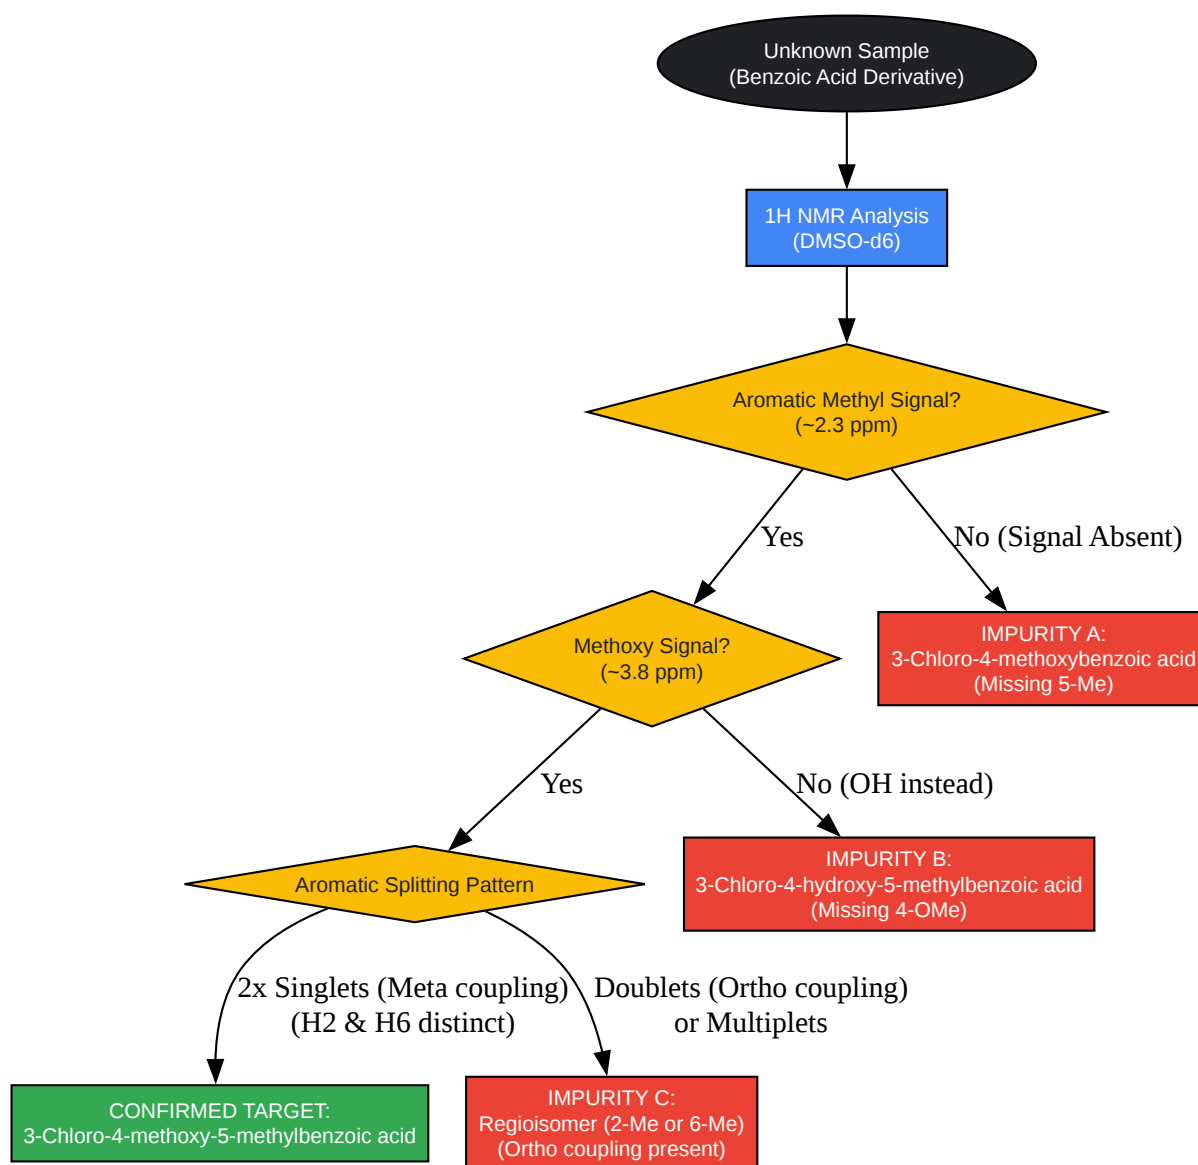 Unknown Sample
(Benzoic Acid Derivative)
1H NMR Analysis
(DMSO-d6)
Aromatic Methyl Signal?
(~2.3 ppm)
Yes
No (Signal Absent)
Methoxy Signal?
(~3.8 ppm)
IMPURITY A:
3-Chloro-4-methoxybenzoic acid
(Missing 5-Me)
Yes
No (OH instead)
Aromatic Splitting Pattern
IMPURITY B:
3-Chloro-4-hydroxy-5-methylbenzoic acid
(Missing 4-OMe)
2x Singlets (Meta coupling)
(H2 & H6 distinct)
Doublets (Ortho coupling)
or Multiplets
CONFIRMED TARGET:
3-Chloro-4-methoxy-5-methylbenzoic acid
IMPURITY C:
Regioisomer (2-Me or 6-Me)
(Ortho coupling present)